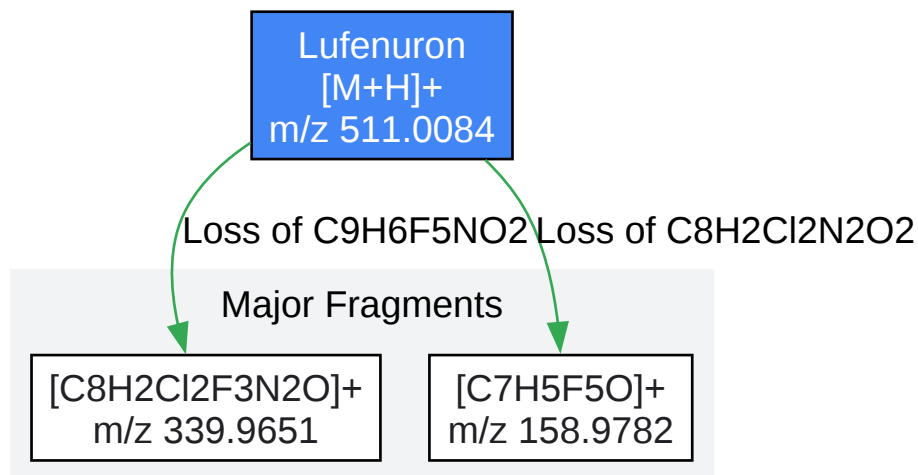 Lufenuron
[M+H]+
m/z 511.0084
Loss of C9H6F5NO2
Loss of C8H2Cl2N2O2
Major Fragments
[C8H2Cl2F3N2O]+
m/z 339.9651
[C7H5F5O]+
m/z 158.9782